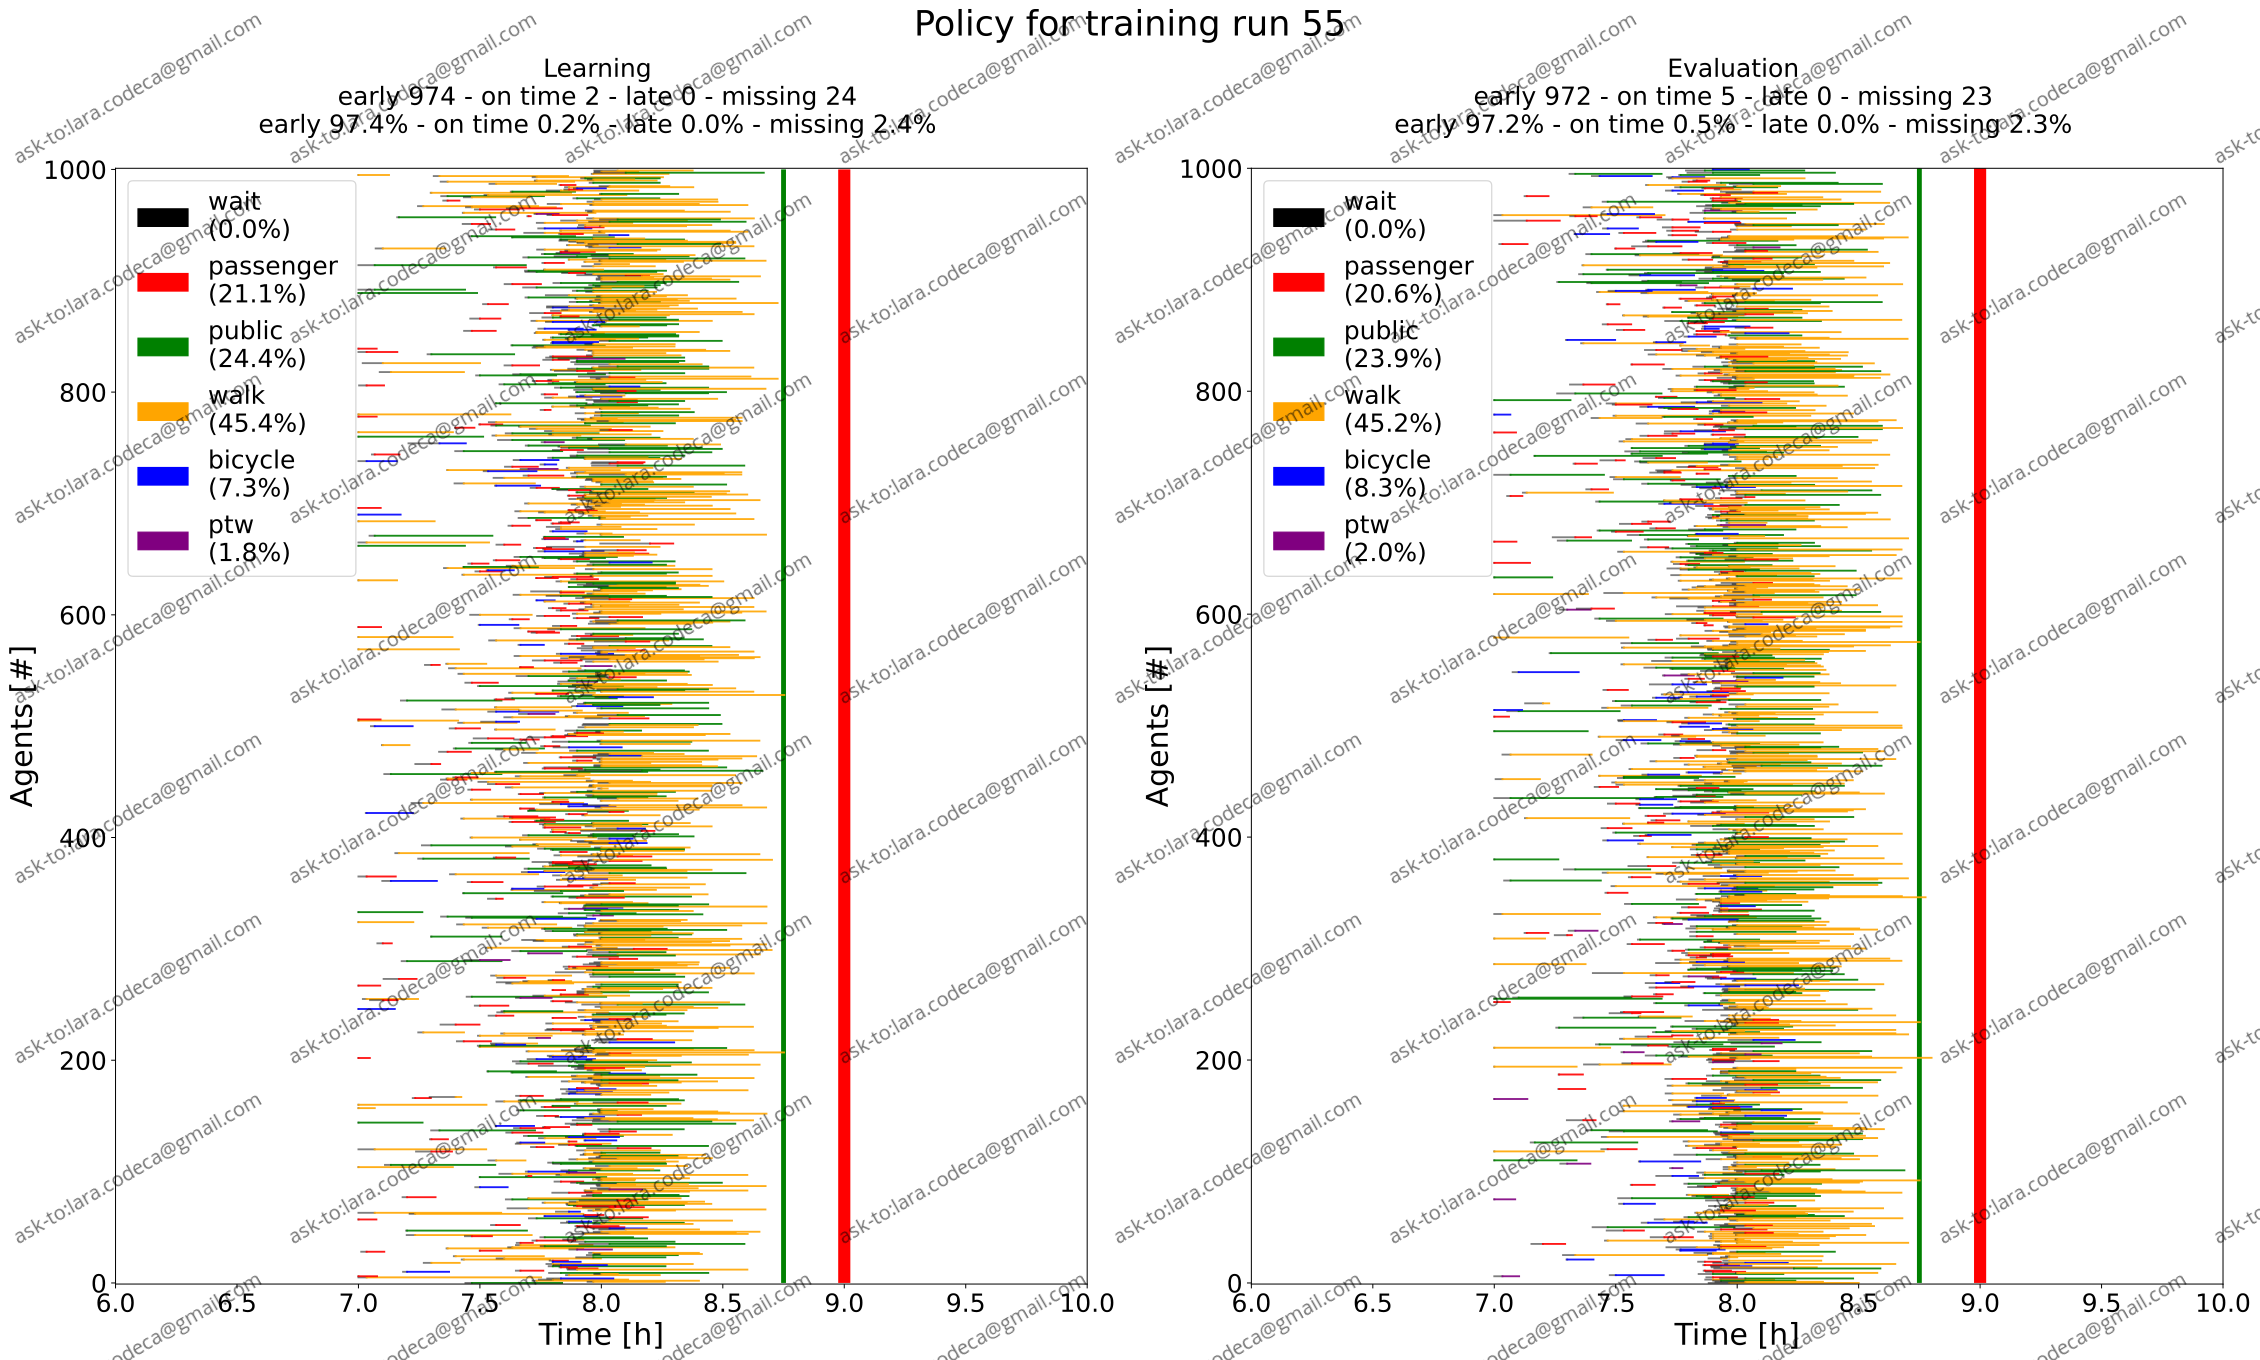 Policy for training run 55
Learning
early 974 - on time 2 - late 0 - missing 24
early 97.4% - on time 0.2% - late 0.0% - missing 2.4%
1000
800
600
400
200
0
Agents [#]
wait
(0.0%)
passenger
(21.1%)
public
(24.4%)
walk
(45.4%)
bicycle
(7.3%)
ptw
(1.8%)
6.0 6.5 7.0 7.5 8.0 8.5 9.0 9.5 10.0
Time [h]
Evaluation
early 972 - on time 5 - late 0 - missing 23
early 97.2% - on time 0.5% - late 0.0% - missing 2.3%
1000
800
600
400
200
0
Agents [#]
wait
(0.0%)
passenger
(20.6%)
public
(23.9%)
walk
(45.2%)
bicycle
(8.3%)
ptw
(2.0%)
6.0 6.5 7.0 7.5 8.0 8.5 9.0 9.5 10.0
Time [h]
ask-to:lara.codeca@gmail.com